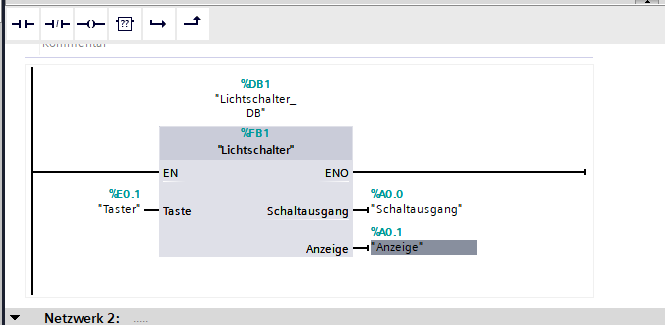 ??
Kommentar
%DB1
"Lichtschalter_
DB"
%FB1
"Lichtschalter"
EN ENO
%E0.1 %A0.0
"Taster" Taste Schaltausgang "Schaltausgang"
%A0.1
Anzeige "Anzeige"
Netzwerk 2: .....